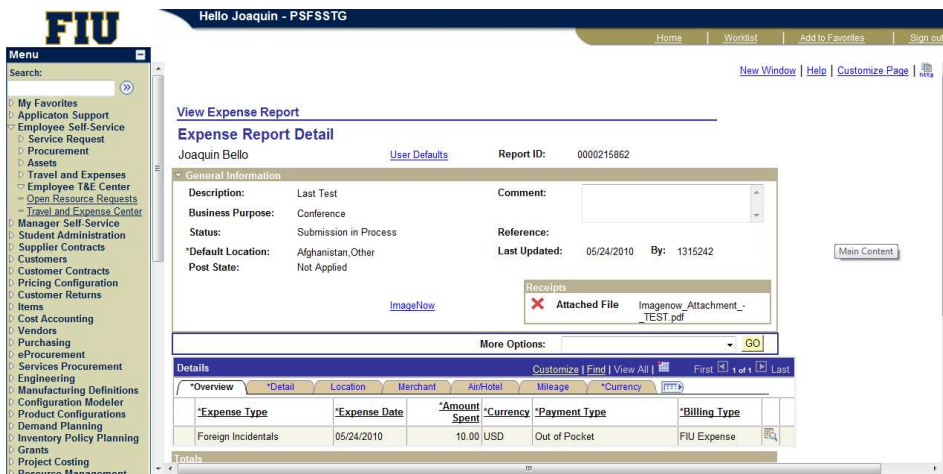 FIU
Hello Joaquin - PSFSSTG
Home | Worklist | Add to Favorites | Sign out
Menu
Search:
My Favorites
Applicaton Support
Employee Self-Service
Service Request
Procurement
Assets
Travel and Expenses
Employee T&E Center
Open Resource Requests
Travel and Expense Center
Manager Self-Service
Student Administration
Supplier Contracts
Customers
Customer Contracts
Pricing Configuration
Customer Returns
Items
Cost Accounting
Vendors
Purchasing
eProcurement
Services Procurement
Engineering
Manufacturing Definitions
Configuration Modeler
Product Configurations
Demand Planning
Inventory Policy Planning
Grants
Project Costing
Resource Management
New Window | Help | Customize Page | http
View Expense Report
Expense Report Detail
Joaquin Bello User Defaults Report ID: 0000215862
General Information
Description: Last Test Comment:
Business Purpose: Conference
Status: Submission in Process Reference:
*Default Location: Afghanistan,Other Last Updated: 05/24/2010 By: 1315242
Post State: Not Applied
Main Content
Receipts
ImageNow Attached File Imagenow_Attachment_-
_TEST.pdf
More Options: GO
Details Customize | Find | View All | First 1 of 1 Last
*Overview *Detail Location Merchant Air/Hotel Mileage *Currency
*Expense Type *Expense Date *Amount Spent *Currency *Payment Type *Billing Type
Foreign Incidentals 05/24/2010 10.00 USD Out of Pocket FIU Expense
Totals